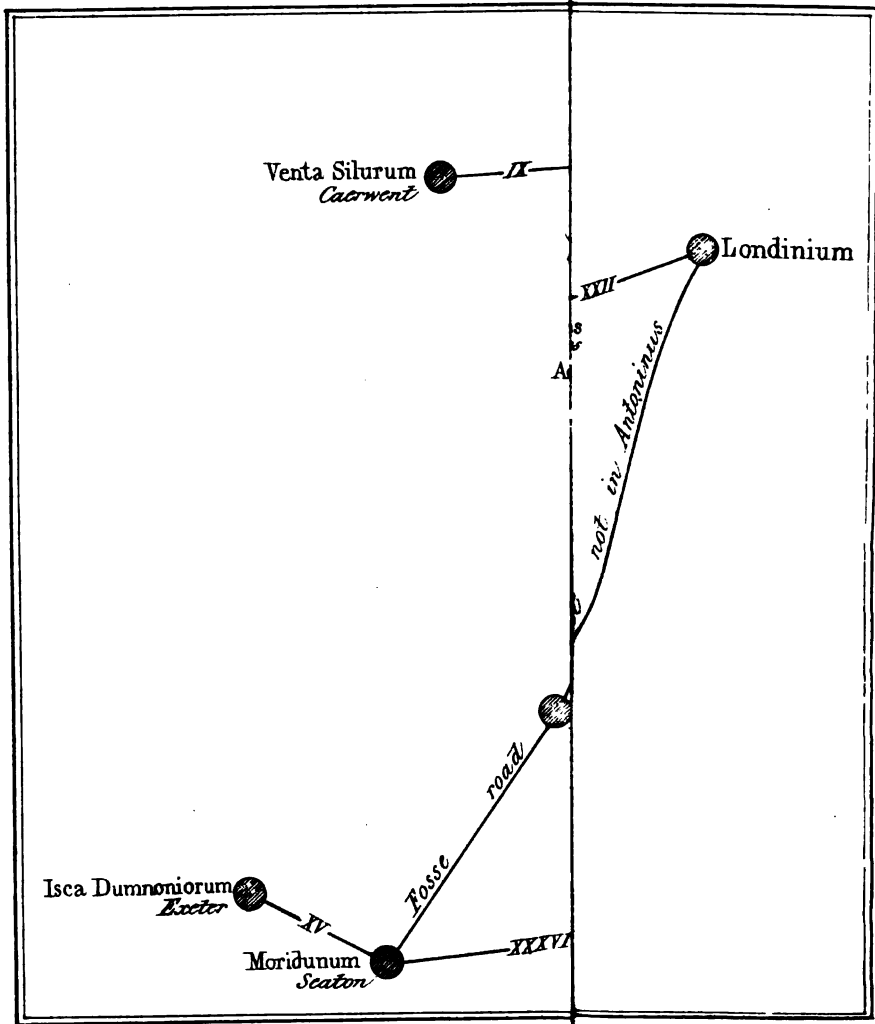 Venta Silurum
Caerwent
IX
Londinium
XXII
s
A
not in Antoninus
road
Fosse
Isca Dumnoniorum
Exeter
XV
Moridunum
Seaton
XXXVI